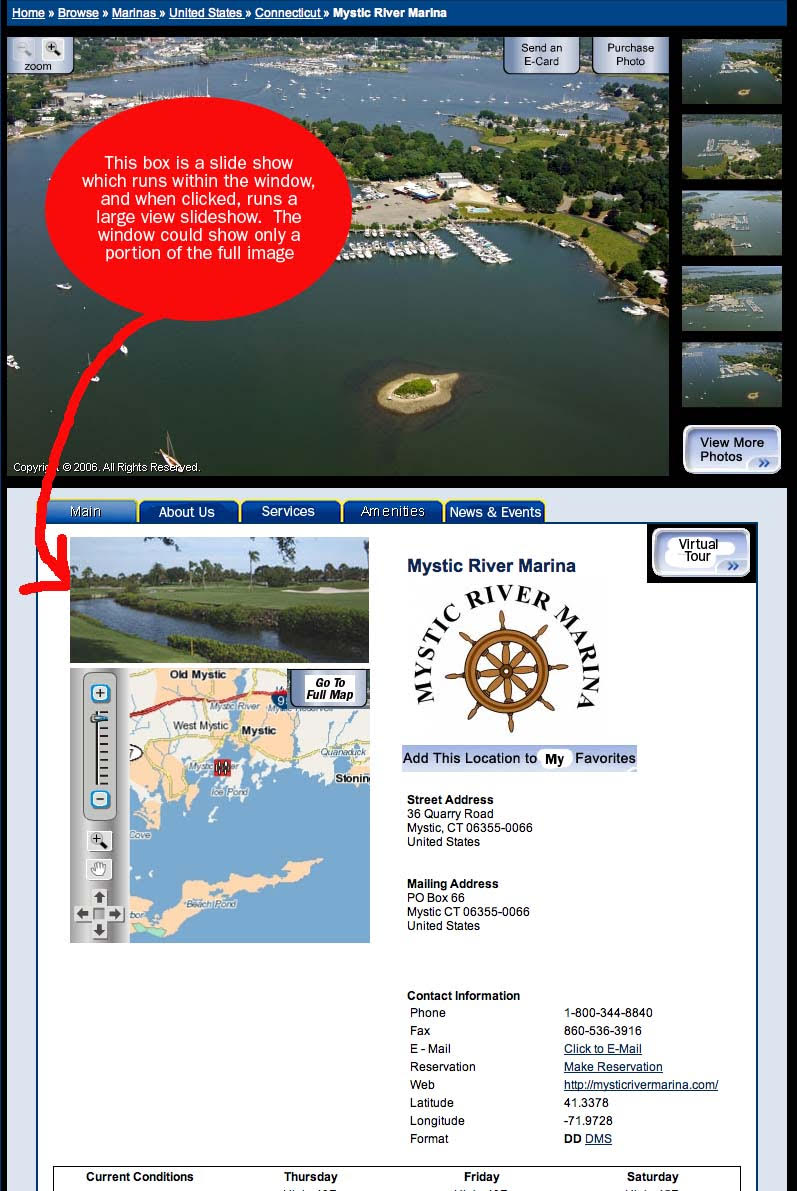 Home » Browse » Marinas » United States » Connecticut » Mystic River Marina
zoom
Send an
E-Card
Purchase
Photo
This box is a slide show
which runs within the window,
and when clicked, runs a
large view slideshow. The
window could show only a
portion of the full image
Copyright © 2006. All Rights Reserved.
View More
Photos »
Main
About Us
Services
Amenities
News & Events
Virtual
Tour »
Mystic River Marina
MYSTIC RIVER MARINA
Go To
Full Map
Old Mystic
Mystic River
West Mystic
Mystic
Quanaduck
Stonin
Ice Pond
Cove
Beach Pond
bor
Add This Location to My Favorites
Street Address
36 Quarry Road
Mystic, CT 06355-0066
United States
Mailing Address
PO Box 66
Mystic CT 06355-0066
United States
Contact Information
Phone 1-800-344-8840
Fax 860-536-3916
E - Mail Click to E-Mail
Reservation Make Reservation
Web http://mysticrivermarina.com/
Latitude 41.3378
Longitude -71.9728
Format DD DMS
Current Conditions Thursday Friday Saturday